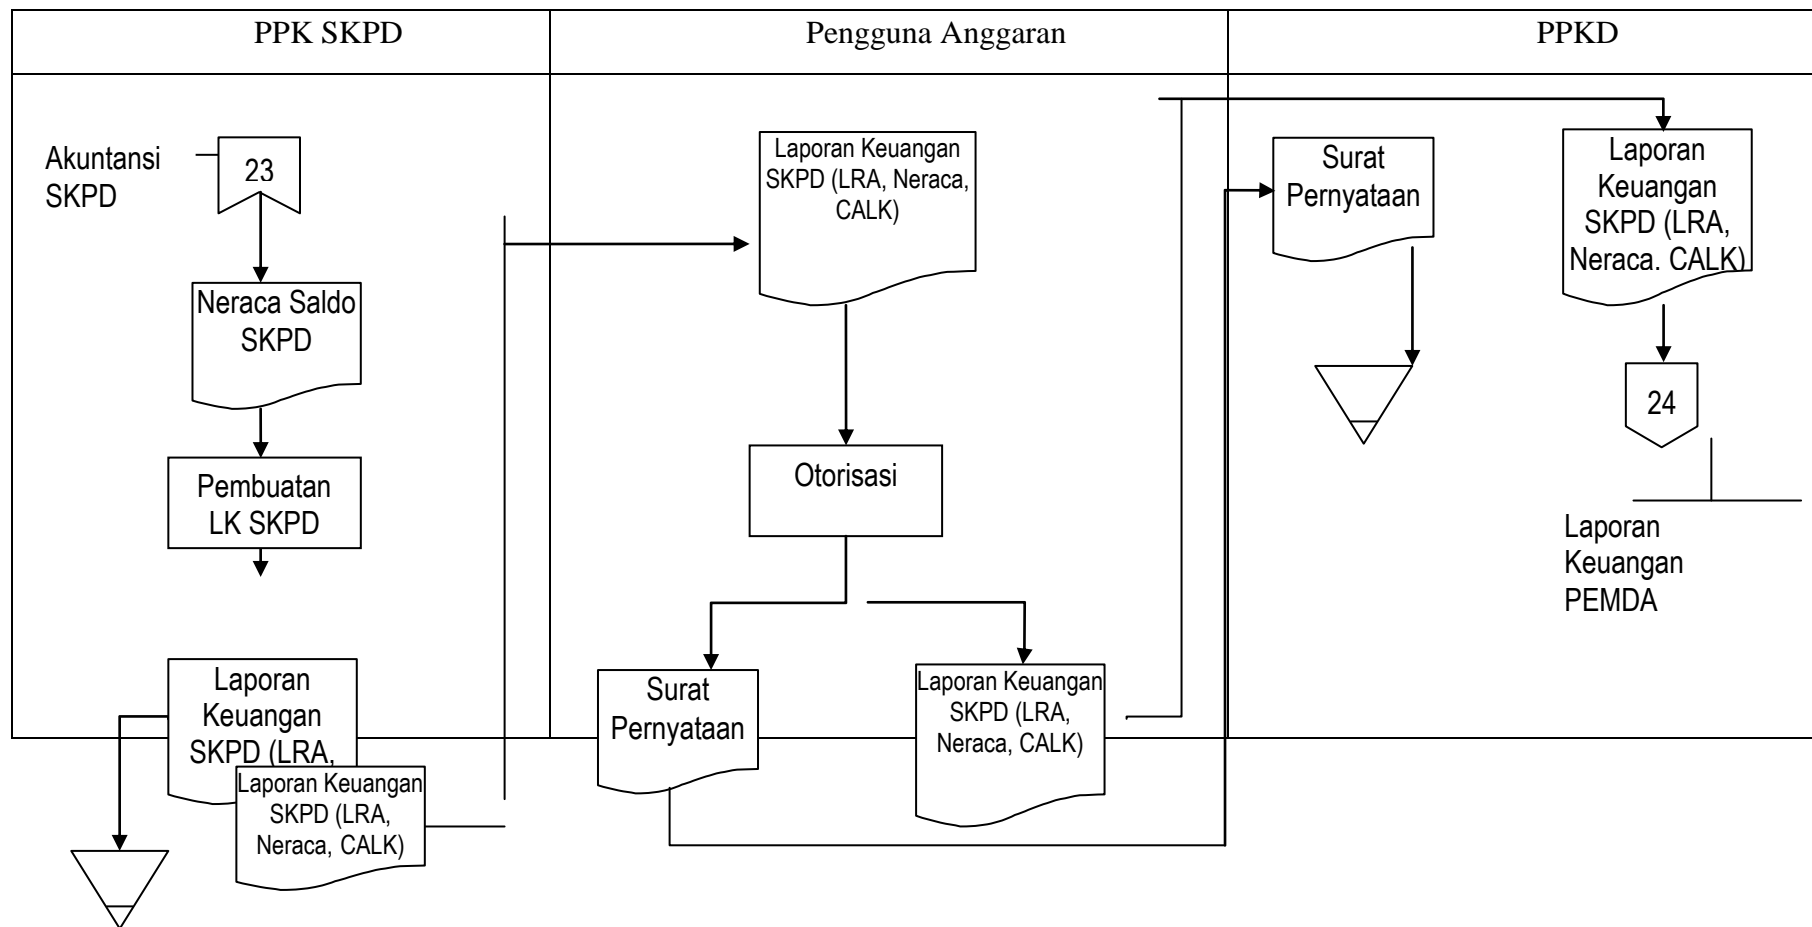 PPK SKPD
Pengguna Anggaran
PPKD
Akuntansi
SKPD
23
Neraca Saldo
SKPD
Pembuatan
LK SKPD
Laporan
Keuangan
SKPD (LRA,
Laporan Keuangan
SKPD (LRA,
Neraca, CALK)
Laporan Keuangan
SKPD (LRA, Neraca,
CALK)
Otorisasi
Surat
Pernyataan
Laporan Keuangan
SKPD (LRA,
Neraca, CALK)
Surat
Pernyataan
Laporan
Keuangan
SKPD (LRA,
Neraca. CALK)
24
Laporan
Keuangan
PEMDA